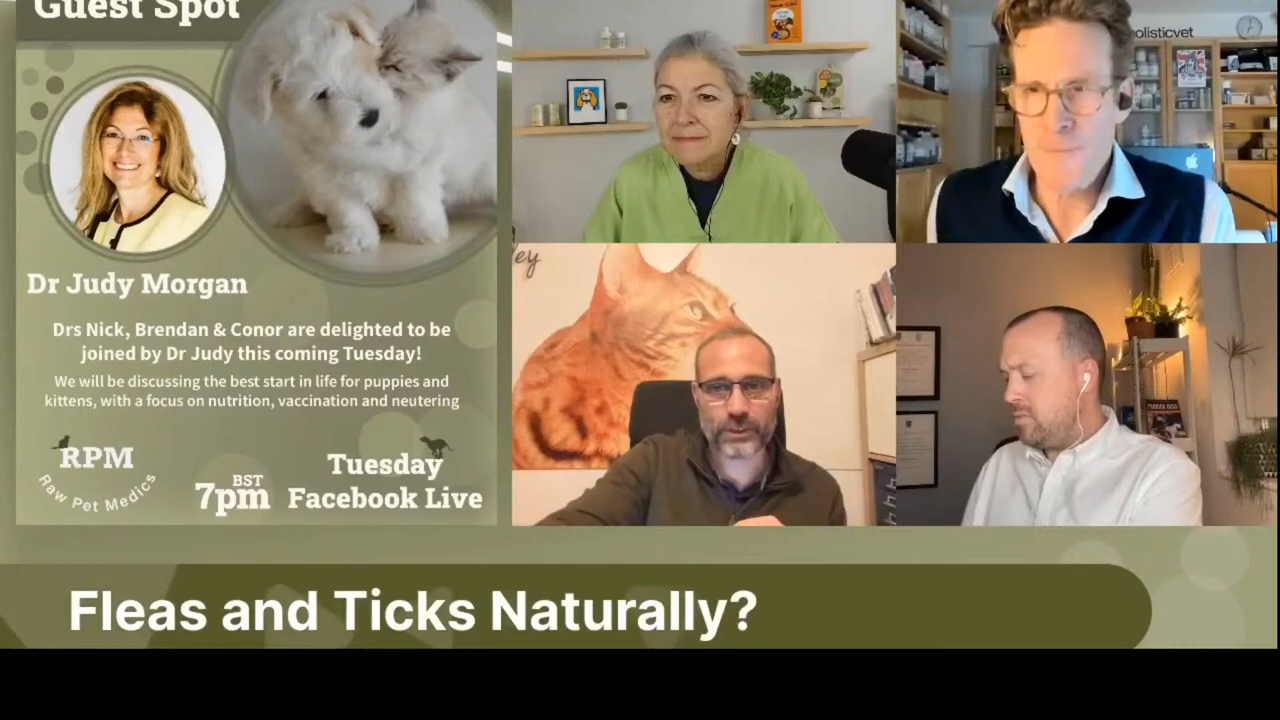 Guest Spot
Dr Judy Morgan
Drs Nick, Brendan & Conor are delighted to be
joined by Dr Judy this coming Tuesday!
We will be discussing the best start in life for puppies and
kittens, with a focus on nutrition, vaccination and neutering
RPM
Raw Pet Medics
7pm
BST
Tuesday
Facebook Live
olisticvet
ey
Fleas and Ticks Naturally?